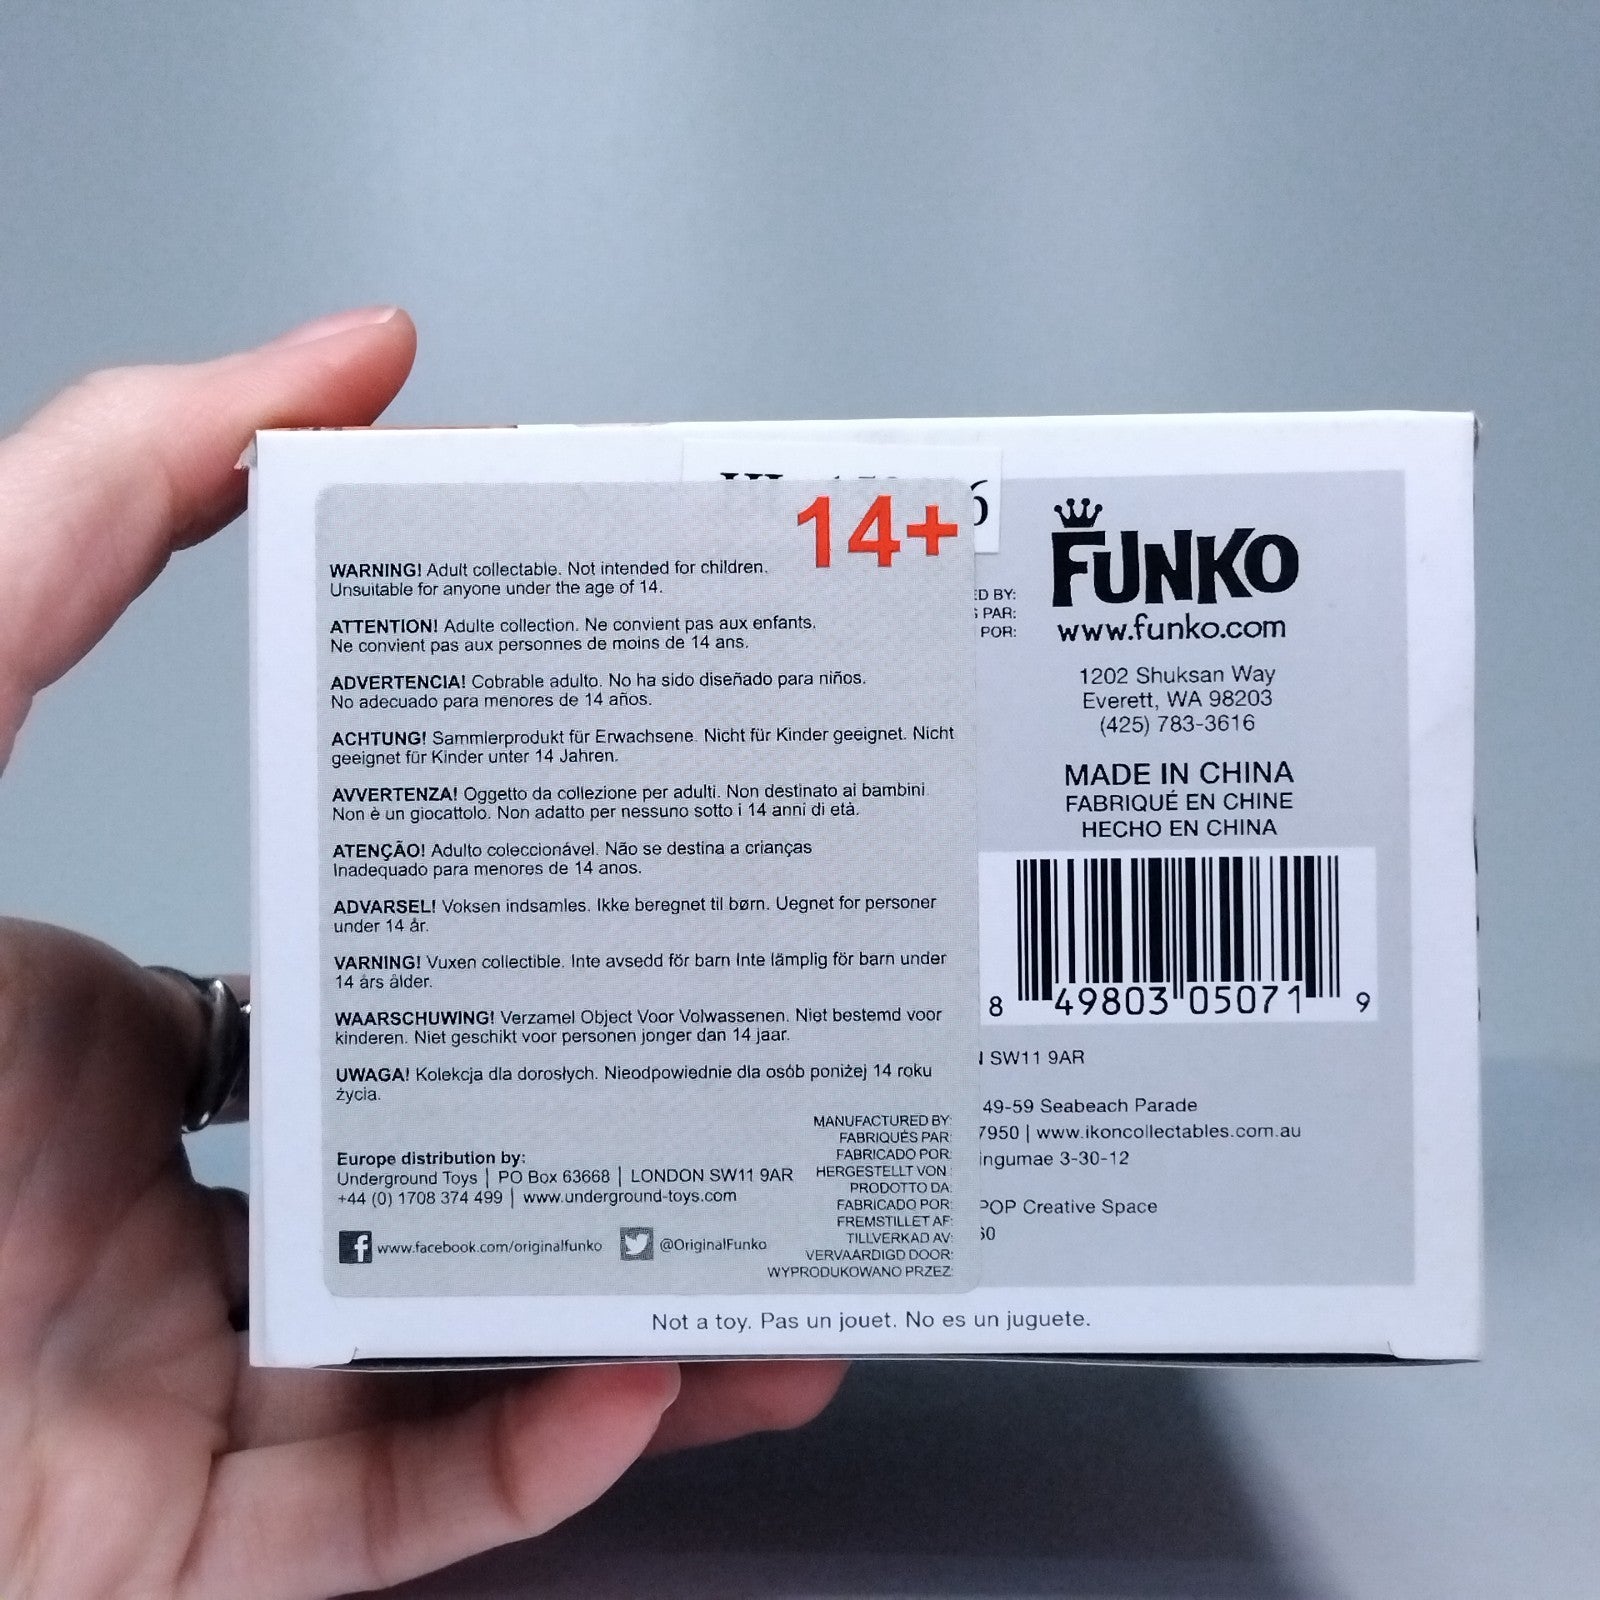 14+
WARNING! Adult collectable. Not intended for children.
Unsuitable for anyone under the age of 14.
ATTENTION! Adulte collection. Ne convient pas aux enfants.
Ne convient pas aux personnes de moins de 14 ans.
ADVERTENCIA! Cobrable adulto. No ha sido diseñado para niños.
No adecuado para menores de 14 años.
ACHTUNG! Sammlerprodukt für Erwachsene. Nicht für Kinder geeignet. Nicht
geeignet für Kinder unter 14 Jahren.
AVVERTENZA! Oggetto da collezione per adulti. Non destinato ai bambini
Non è un giocattolo. Non adatto per nessuno sotto i 14 anni di età.
ATENÇÃO! Adulto coleccionável. Não se destina a crianças
Inadequado para menores de 14 anos.
ADVARSEL! Voksen indsamles. Ikke beregnet til børn. Uegnet for personer
under 14 år.
VARNING! Vuxen collectible. Inte avsedd för barn Inte lämplig för barn under
14 års ålder.
WAARSCHUWING! Verzamel Object Voor Volwassenen. Niet bestemd voor
kinderen. Niet geschikt voor personen jonger dan 14 jaar.
UWAGA! Kolekcja dla dorosłych. Nieodpowiednie dla osób poniżej 14 roku
życia.
MANUFACTURED BY:
FABRIQUÉS PAR:
FABRICADO POR:
HERGESTELLT VON
PRODOTTO DA:
FABRICADO POR:
FREMSTILLET AF:
TILLVERKAD AV:
VERVAARDIGD DOOR:
WYPRODUKOWANO PRZEZ:
Europe distribution by:
Underground Toys | PO Box 63668 | LONDON SW11 9AR
+44 (0) 1708 374 499 | www.underground-toys.com
www.facebook.com/originalfunko
@OriginalFunko
6
BY:
PAR:
POR:
FUNKO
www.funko.com
1202 Shuksan Way
Everett, WA 98203
(425) 783-3616
MADE IN CHINA
FABRIQUÉ EN CHINE
HECHO EN CHINA
8 49803 05071 9
SW11 9AR
49-59 Seabeach Parade
7950 | www.ikoncollectables.com.au
3-30-12
POP Creative Space
Not a toy. Pas un jouet. No es un juguete.